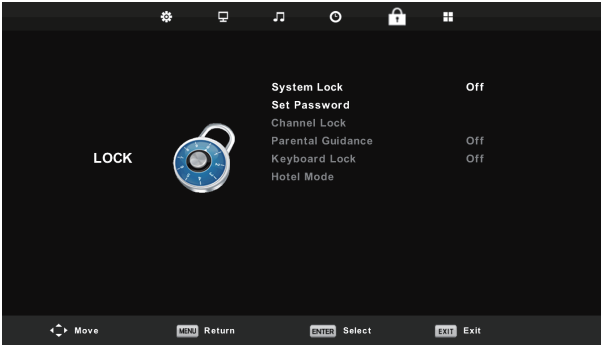 System Lock Off
Set Password
Channel Lock
Parental Guidance Off
LOCK
Keyboard Lock Off
Hotel Mode
Move MENU Return ENTER Select EXIT Exit